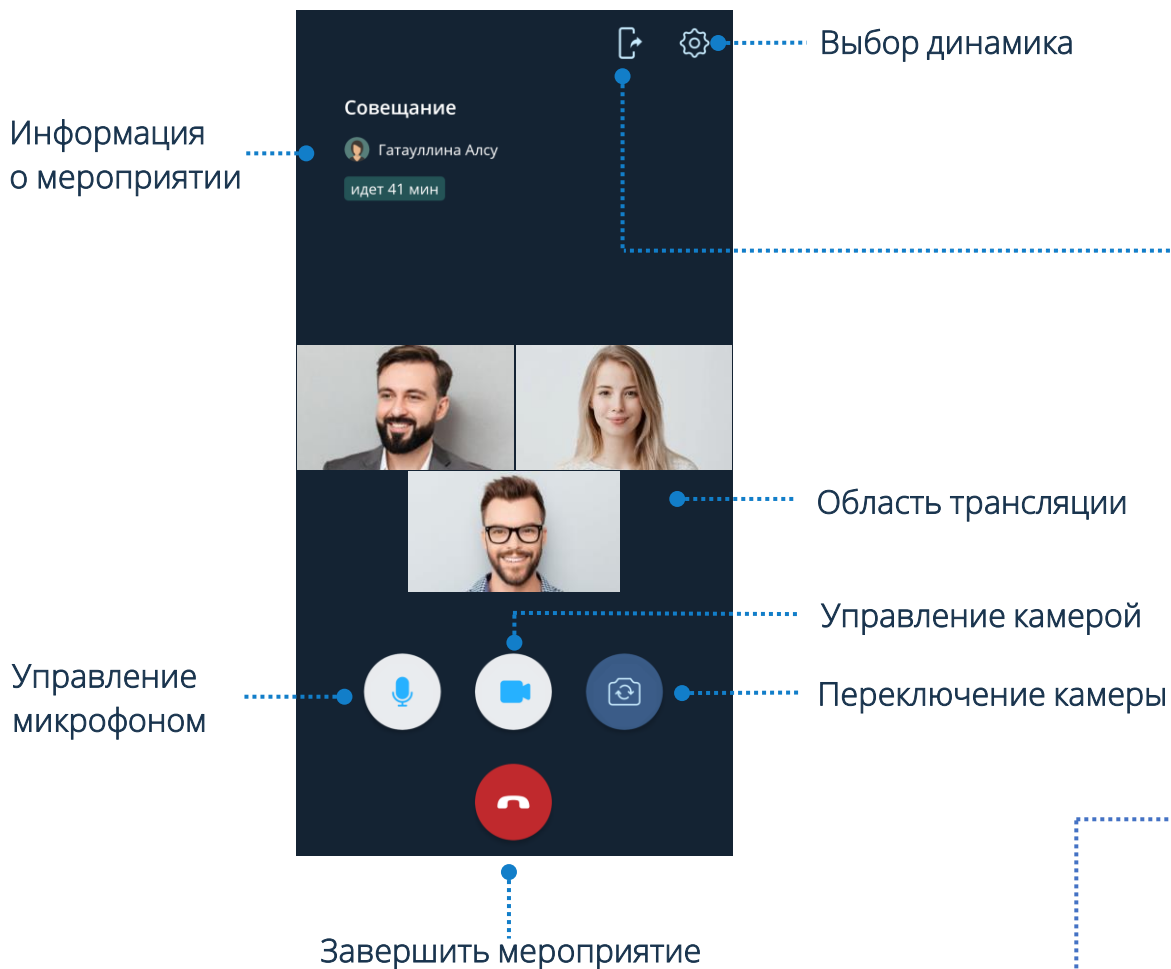 Выбор динамика
Информация
о мероприятии
Совещание
Гатауллина Алсу
идет 41 мин
Область трансляции
Управление камерой
Управление
микрофоном
Переключение камеры
Завершить мероприятие